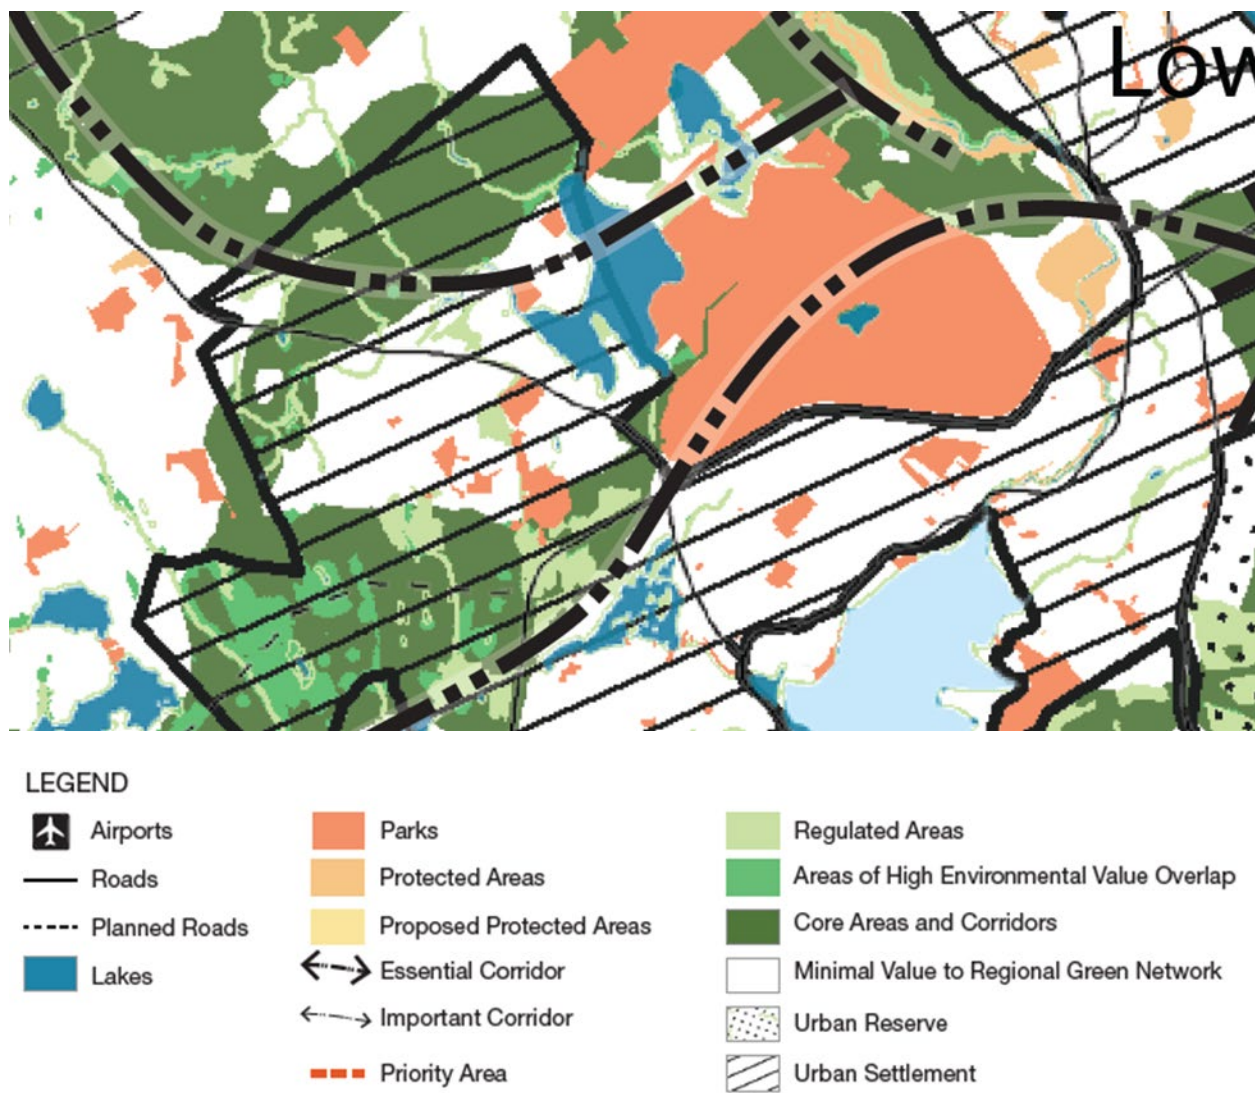 Low
LEGEND
Airports
Roads
Planned Roads
Lakes
Parks
Protected Areas
Proposed Protected Areas
Essential Corridor
Important Corridor
Priority Area
Regulated Areas
Areas of High Environmental Value Overlap
Core Areas and Corridors
Minimal Value to Regional Green Network
Urban Reserve
Urban Settlement